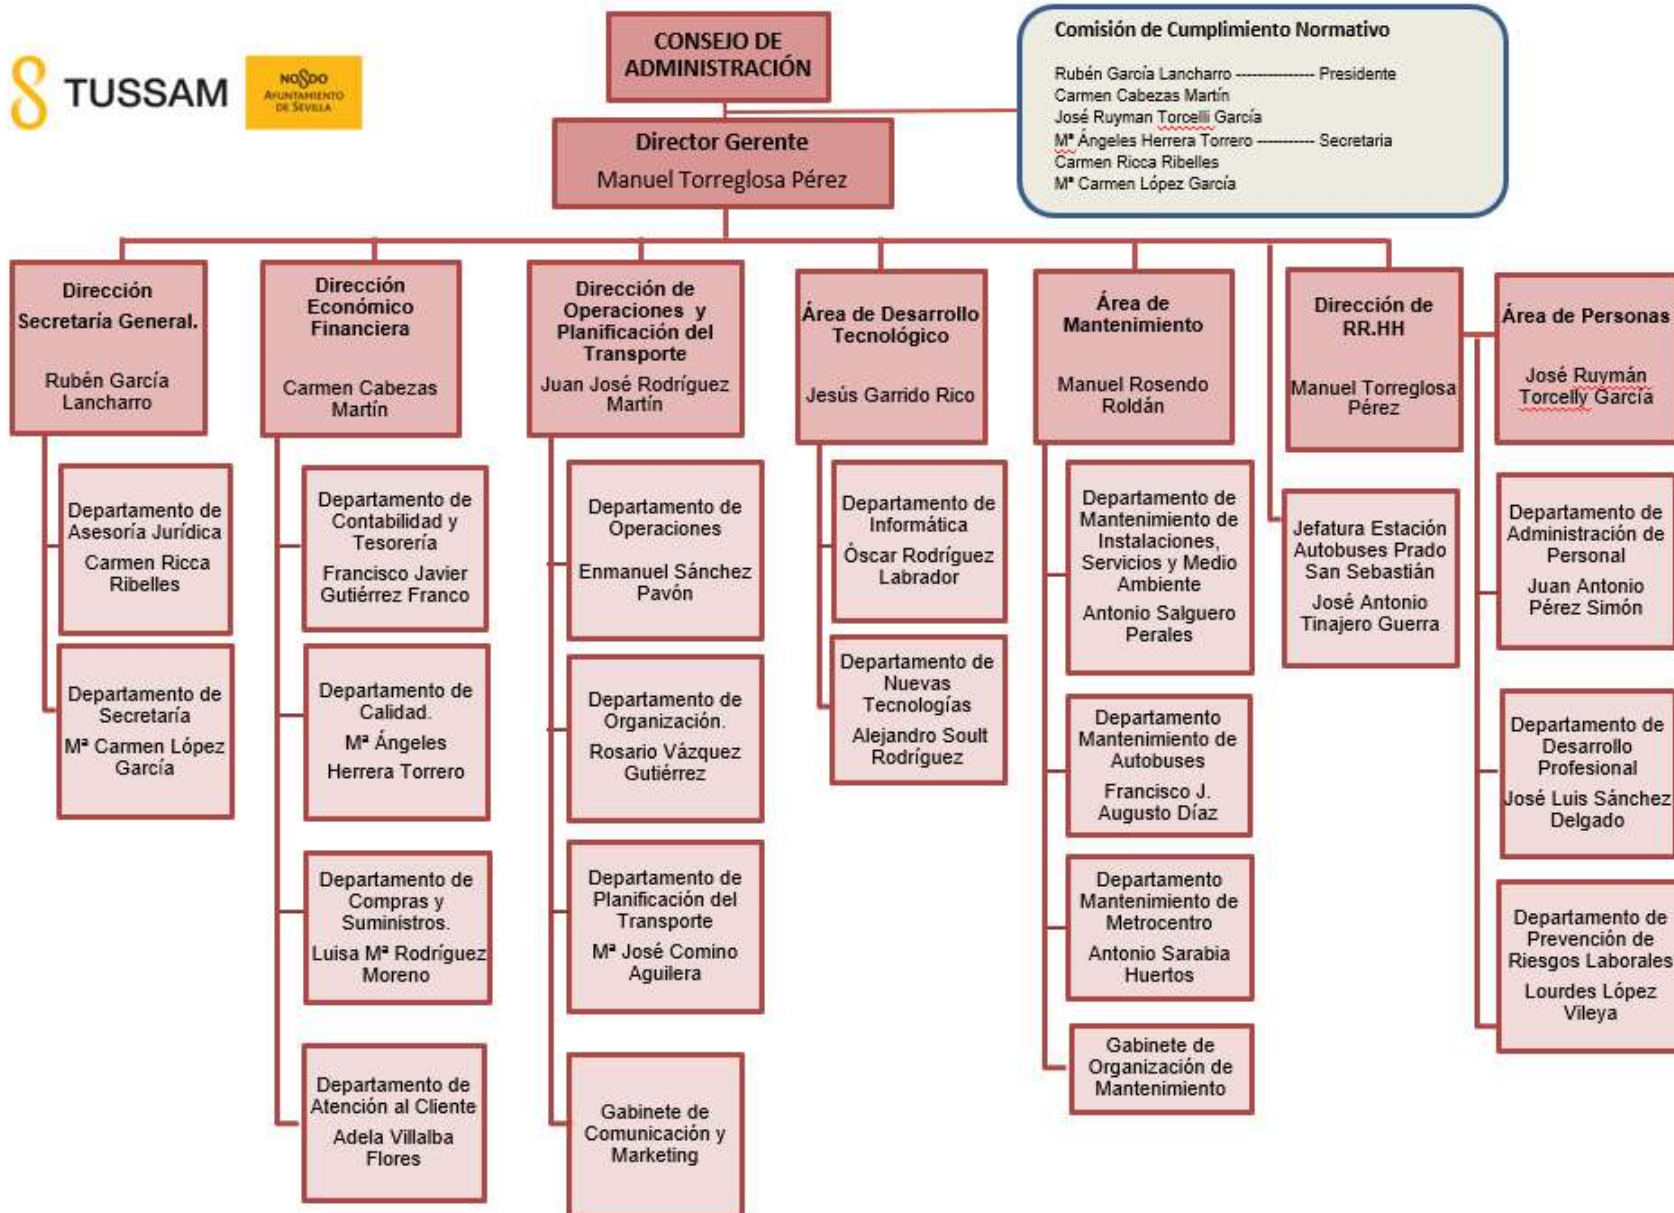 TUSSAM
NO8DO
AYUNTAMIENTO
DE SEVILLA
CONSEJO DE
ADMINISTRACIÓN
Director Gerente
Manuel Torreglosa Pérez
Comisión de Cumplimiento Normativo
Rubén García Lancharro --------------- Presidente
Carmen Cabezas Martín
José Ruyman Torcelli García
Mª Ángeles Herrera Torrero ----------- Secretaria
Carmen Ricca Ribelles
Mª Carmen López García
Dirección
Secretaría General.
Rubén García
Lancharro
Departamento de
Asesoría Jurídica
Carmen Ricca
Ribelles
Departamento de
Secretaría
Mª Carmen López
García
Dirección
Económico
Financiera
Carmen Cabezas
Martín
Departamento de
Contabilidad y
Tesorería
Francisco Javier
Gutiérrez Franco
Departamento de
Calidad.
Mª Ángeles
Herrera Torrero
Departamento de
Compras y
Suministros.
Luisa Mª Rodríguez
Moreno
Departamento de
Atención al Cliente
Adela Villalba
Flores
Dirección de
Operaciones y
Planificación del
Transporte
Juan José Rodríguez
Martín
Departamento de
Operaciones
Enmanuel Sánchez
Pavón
Departamento de
Organización.
Rosario Vázquez
Gutiérrez
Departamento de
Planificación del
Transporte
Mª José Comino
Aguilera
Gabinete de
Comunicación y
Marketing
Área de Desarrollo
Tecnológico
Jesús Garrido Rico
Departamento de
Informática
Óscar Rodríguez
Labrador
Departamento de
Nuevas
Tecnologías
Alejandro Soult
Rodríguez
Área de
Mantenimiento
Manuel Rosendo
Roldán
Departamento de
Mantenimiento de
Instalaciones,
Servicios y Medio
Ambiente
Antonio Salguero
Perales
Departamento
Mantenimiento de
Autobuses
Francisco J.
Augusto Díaz
Departamento
Mantenimiento de
Metrocentro
Antonio Sarabia
Huertos
Gabinete de
Organización de
Mantenimiento
Dirección de
RR.HH
Manuel Torreglosa
Pérez
Jefatura Estación
Autobuses Prado
San Sebastián
José Antonio
Tinajero Guerra
Área de Personas
José Ruymán
Torcelly García
Departamento de
Administración de
Personal
Juan Antonio
Pérez Simón
Departamento de
Desarrollo
Profesional
José Luis Sánchez
Delgado
Departamento de
Prevención de
Riesgos Laborales
Lourdes López
Vileya